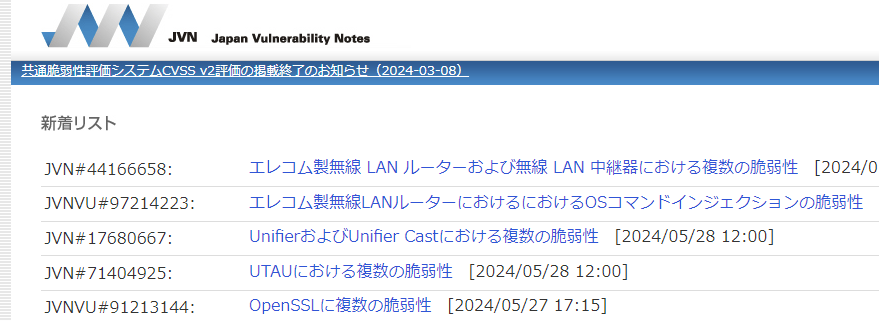 JVN Japan Vulnerability Notes
共通脆弱性評価システムCVSS v2評価の掲載終了のお知らせ（2024-03-08）
新着リスト
JVN#44166658: エレコム製無線 LAN ルーターおよび無線 LAN 中継器における複数の脆弱性 [2024/0
JVNVU#97214223: エレコム製無線LANルーターにおけるにおけるOSコマンドインジェクションの脆弱性
JVN#17680667: UnifierおよびUnifier Castにおける複数の脆弱性 [2024/05/28 12:00]
JVN#71404925: UTAUにおける複数の脆弱性 [2024/05/28 12:00]
JVNVU#91213144: OpenSSLに複数の脆弱性 [2024/05/27 17:15]